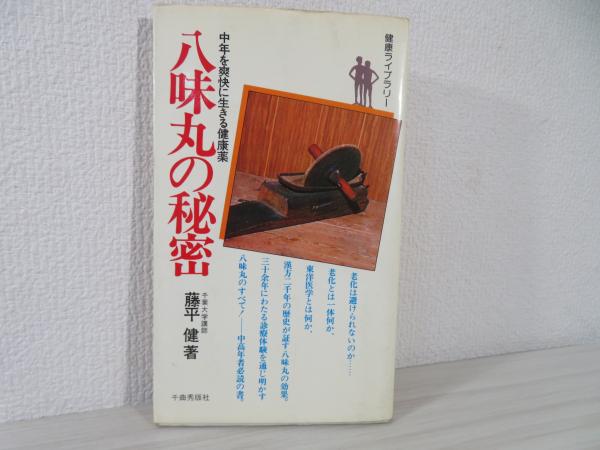 健康ライブラリー
中年を爽快に生きる健康薬
八味丸の秘密
千葉大学講師
藤平 健 著
老化は避けられないのか……
老化とは一体何か、
東洋医学とは何か、
漢方二千年の歴史が証す八味丸の効果。
三十余年にわたる診療体験を通じ明かす
八味丸のすべて!――中高年者必読の書。
千曲秀版社